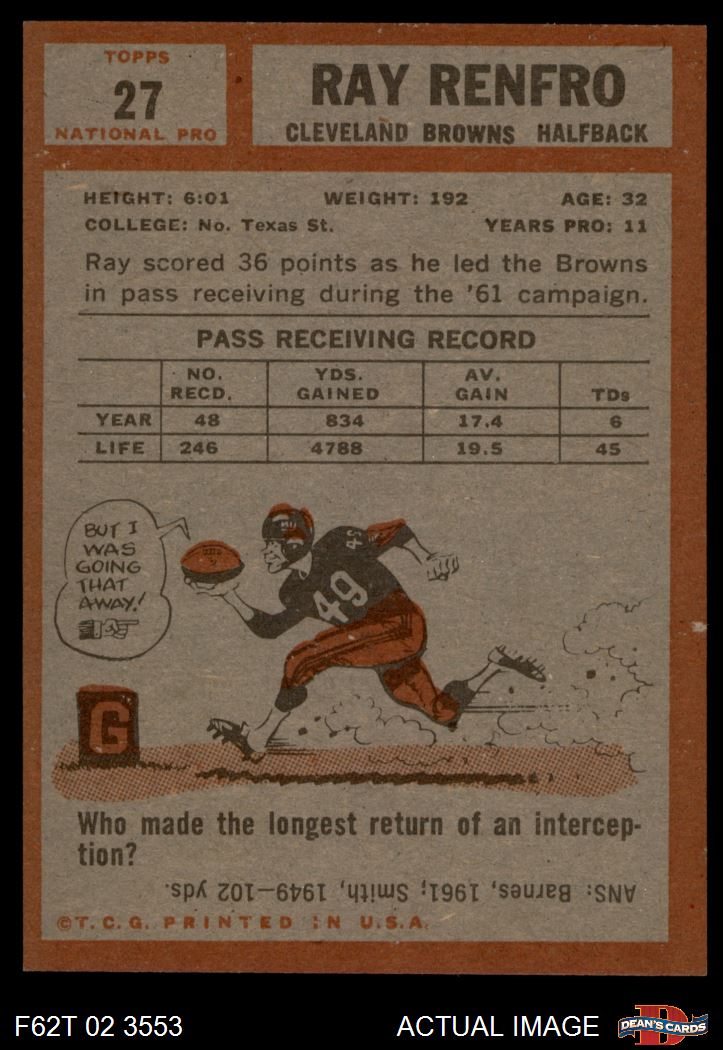 TOPPS
27
NATIONAL PRO
RAY RENFRO
CLEVELAND BROWNS HALFBACK
HEIGHT: 6:01 WEIGHT: 192 AGE: 32
COLLEGE: No. Texas St. YEARS PRO: 11
Ray scored 36 points as he led the Browns
in pass receiving during the '61 campaign.
PASS RECEIVING RECORD
NO. RECD. YDS. GAINED AV. GAIN TDs
YEAR 48 834 17.4 6
LIFE 246 4788 19.5 45
BUT I
WAS
GOING
THAT
AWAY!
49
49
G
Who made the longest return of an intercep-
tion?
ANS: Barnes, 1961; Smith, 1949—102 yds.
©T.C.G. PRINTED IN U.S.A.
F62T 02 3553 ACTUAL IMAGE
D
DEAN'S CARDS